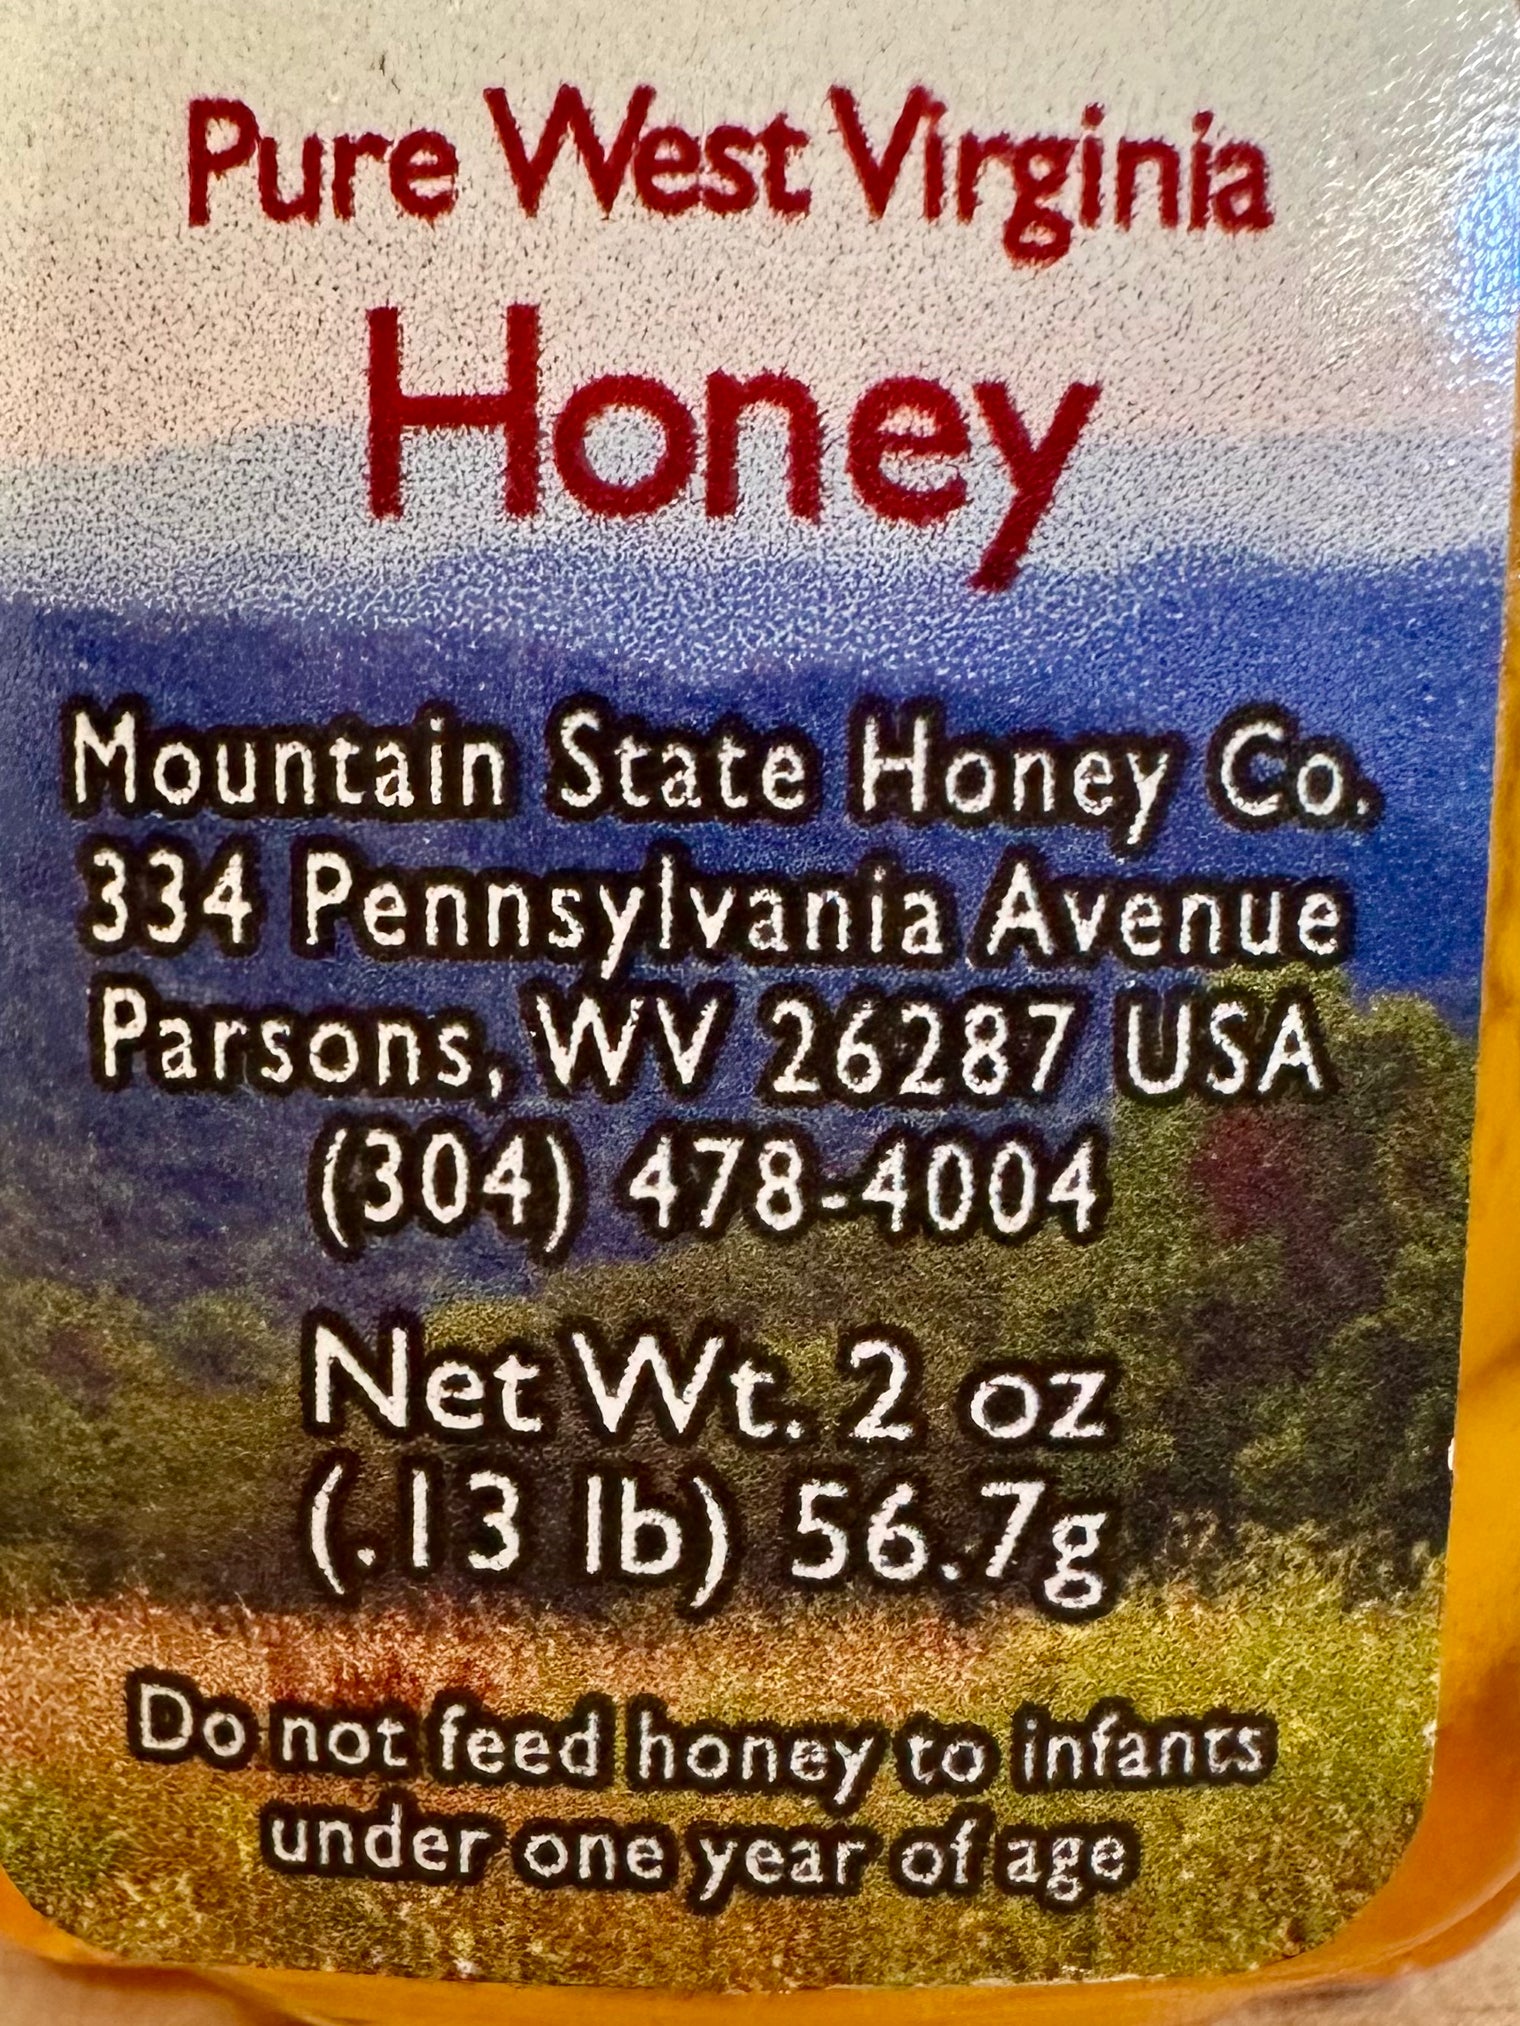 Pure West Virginia
Honey
Mountain State Honey Co.
334 Pennsylvania Avenue
Parsons, WV 26287 USA
(304) 478-4004
Net Wt. 2 oz
(.13 lb) 56.7g
Do not feed honey to infants
under one year of age